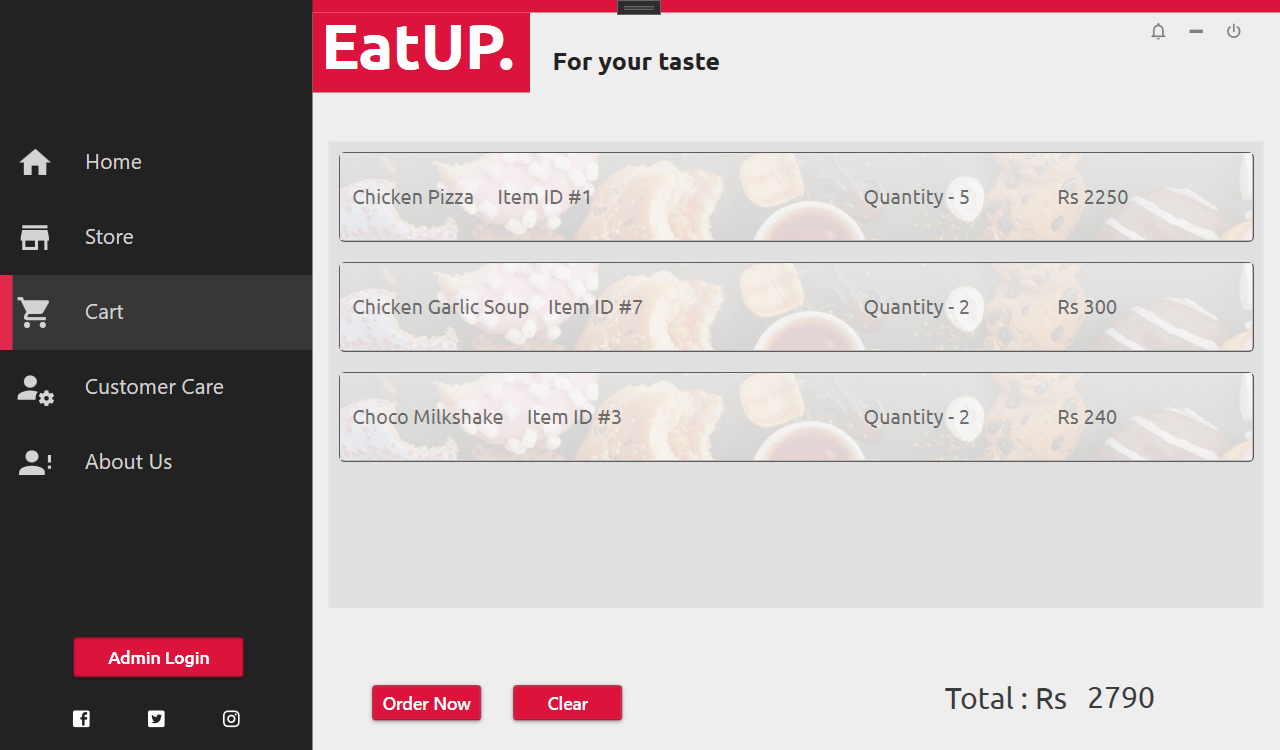 EatUP.
For your taste
Home
Store
Cart
Customer Care
About Us
Admin Login
Chicken Pizza Item ID #1 Quantity - 5 Rs 2250
Chicken Garlic Soup Item ID #7 Quantity - 2 Rs 300
Choco Milkshake Item ID #3 Quantity - 2 Rs 240
Order Now Clear Total : Rs 2790